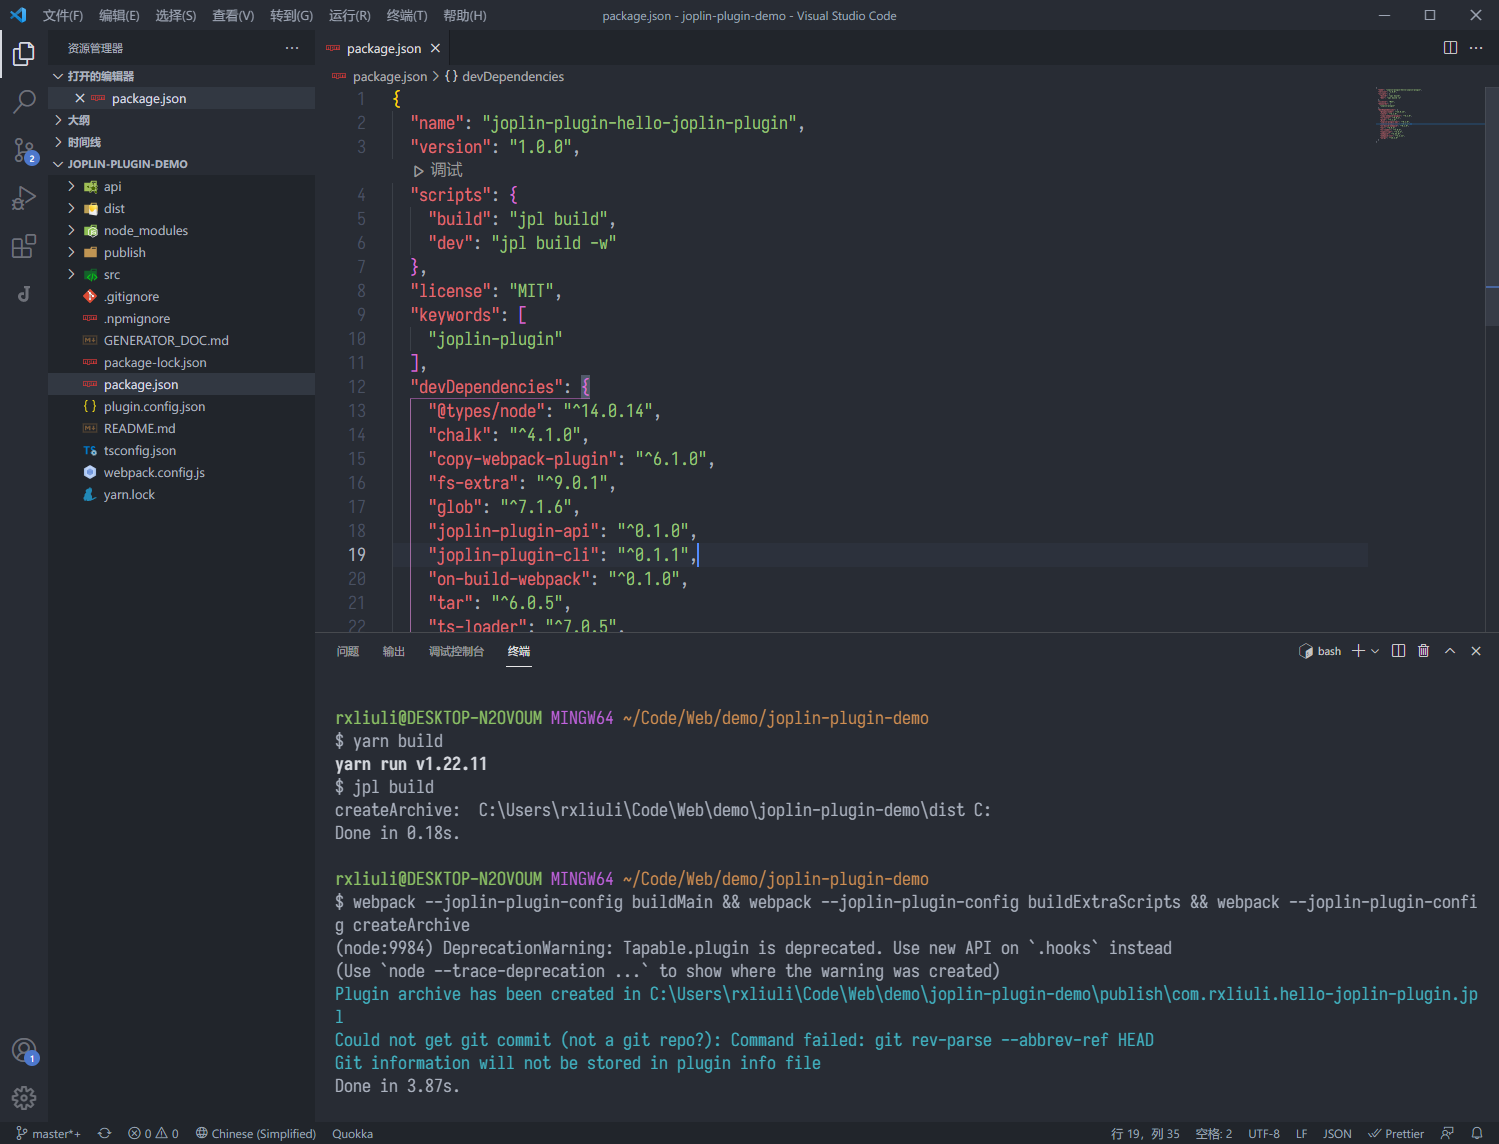 文件(F) 编辑(E) 选择(S) 查看(V) 转到(G) 运行(R) 终端(T) 帮助(H) package.json - joplin-plugin-demo - Visual Studio Code
资源管理器 ···
打开的编辑器
package.json
大纲
时间线
JOPLIN-PLUGIN-DEMO
api
dist
node_modules
publish
src
.gitignore
.npmignore
GENERATOR_DOC.md
package-lock.json
package.json
{ } plugin.config.json
README.md
TS tsconfig.json
webpack.config.js
yarn.lock
2
1
package.json
package.json > {} devDependencies
1 {
2 "name": "joplin-plugin-hello-joplin-plugin",
3 "version": "1.0.0",
调试
4 "scripts": {
5 "build": "jpl build",
6 "dev": "jpl build -w"
7 },
8 "license": "MIT",
9 "keywords": [
10 "joplin-plugin"
11 ],
12 "devDependencies": {
13 "@types/node": "^14.0.14",
14 "chalk": "^4.1.0",
15 "copy-webpack-plugin": "^6.1.0",
16 "fs-extra": "^9.0.1",
17 "glob": "^7.1.6",
18 "joplin-plugin-api": "^0.1.0",
19 "joplin-plugin-cli": "^0.1.1",
20 "on-build-webpack": "^0.1.0",
21 "tar": "^6.0.5",
22 "ts-loader": "^7.0.5",
问题 输出 调试控制台 终端 bash
rxliuli@DESKTOP-N2OVOUM MINGW64 ~/Code/Web/demo/joplin-plugin-demo
$ yarn build
yarn run v1.22.11
$ jpl build
createArchive:  C:\Users\rxliuli\Code\Web\demo\joplin-plugin-demo\dist C:
Done in 0.18s.
rxliuli@DESKTOP-N2OVOUM MINGW64 ~/Code/Web/demo/joplin-plugin-demo
$ webpack --joplin-plugin-config buildMain && webpack --joplin-plugin-config buildExtraScripts && webpack --joplin-plugin-confi
g createArchive
(node:9984) DeprecationWarning: Tapable.plugin is deprecated. Use new API on `.hooks` instead
(Use `node --trace-deprecation ...` to show where the warning was created)
Plugin archive has been created in C:\Users\rxliuli\Code\Web\demo\joplin-plugin-demo\publish\com.rxliuli.hello-joplin-plugin.jp
l
Could not get git commit (not a git repo?): Command failed: git rev-parse --abbrev-ref HEAD
Git information will not be stored in plugin info file
Done in 3.87s.
master*+ 0 0 Chinese (Simplified) Quokka 行 19，列 35 空格: 2 UTF-8 LF JSON Prettier